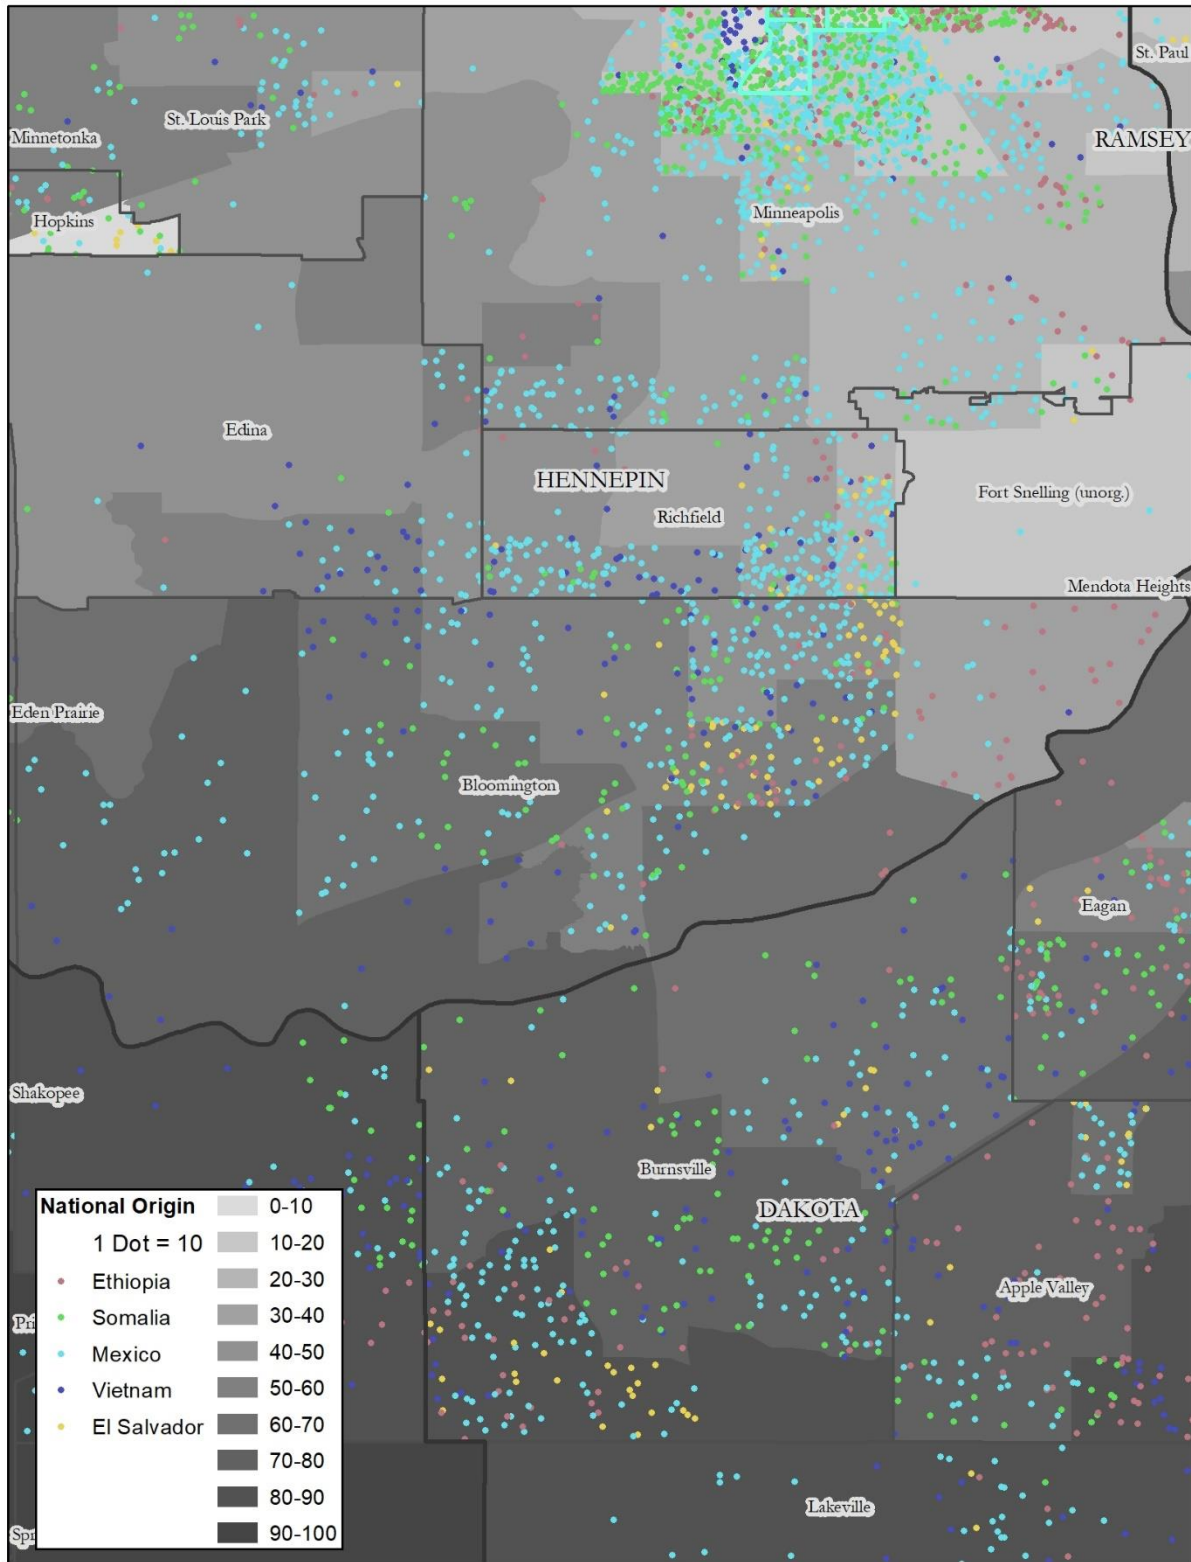 St. Paul
RAMSEY
St. Louis Park
Minnetonka
Hopkins
Minneapolis
Edina
HENNEPIN
Richfield
Fort Snelling (unorg.)
Mendota Heights
Eden Prairie
Bloomington
Eagan
Shakopee
Burnsville
DAKOTA
Apple Valley
Pri
Lakeville
Spr
National Origin
1 Dot = 10
Ethiopia
Somalia
Mexico
Vietnam
El Salvador
0-10
10-20
20-30
30-40
40-50
50-60
60-70
70-80
80-90
90-100